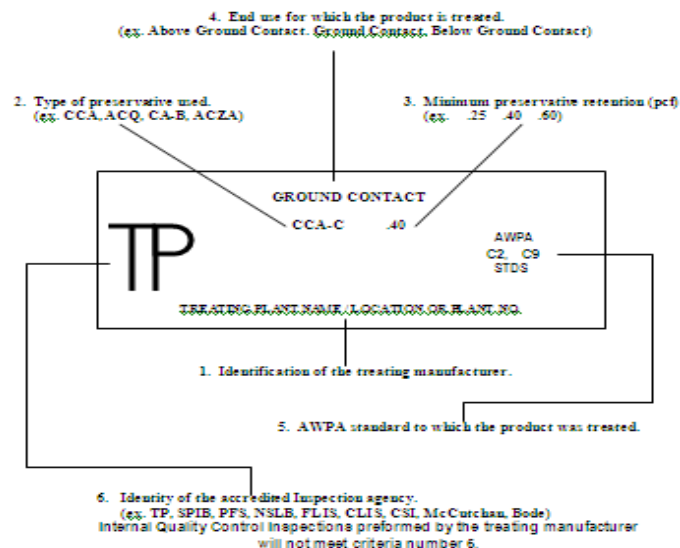 4. End use for which the product is treated.
(ex. Above Ground Contact. Ground Contact, Below Ground Contact)
2. Type of preservative used.
(ex. CCA, ACQ, CA-B, ACZA)
3. Minimum preservative retention (pcf)
(ex. .25 .40 .60)
GROUND CONTACT
CCA-C .40
TP
AWPA
C2, C9
STDS
TREATING PLANT NAME / LOCATION OR PLANT NO.
1. Identification of the treating manufacturer.
5. AWPA standard to which the product was treated.
6. Identity of the accredited Inspection agency.
(ex. TP, SPIB, PFS, NSLB, FLIS, CLIS, CSI, McCutchan, Bode)
Internal Quality Control Inspections preformed by the treating manufacturer
will not meet criteria number 6.